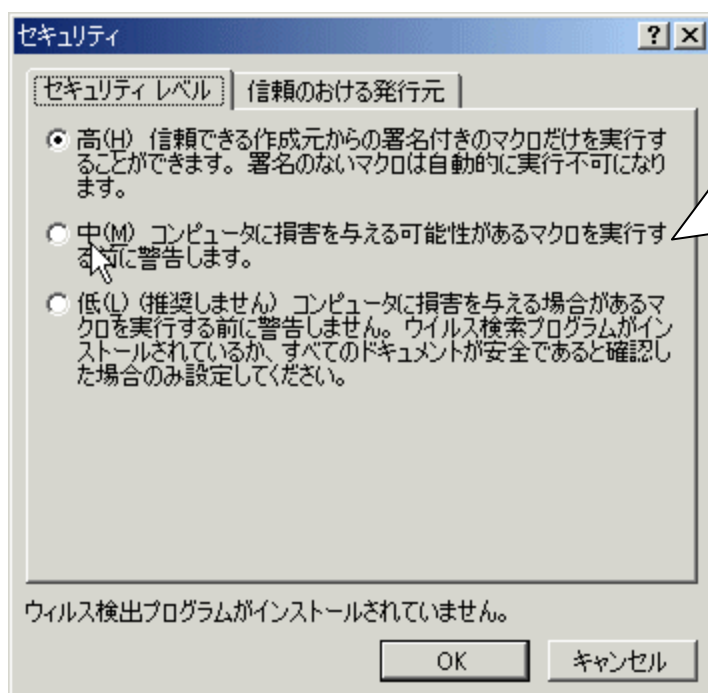 セキュリティ
セキュリティ レベル
信頼のおける発行元
高(H) 信頼できる作成元からの署名付きのマクロだけを実行す
ることができます。署名のないマクロは自動的に実行不可になり
ます。
中(M) コンピュータに損害を与える可能性があるマクロを実行す
る前に警告します。
低(L) (推奨しません) コンピュータに損害を与える場合があるマ
クロを実行する前に警告しません。ウイルス検索プログラムがイン
ストールされているか、すべてのドキュメントが安全であると確認し
た場合のみ設定してください。
ウィルス検出プログラムがインストールされていません。
OK
キャンセル